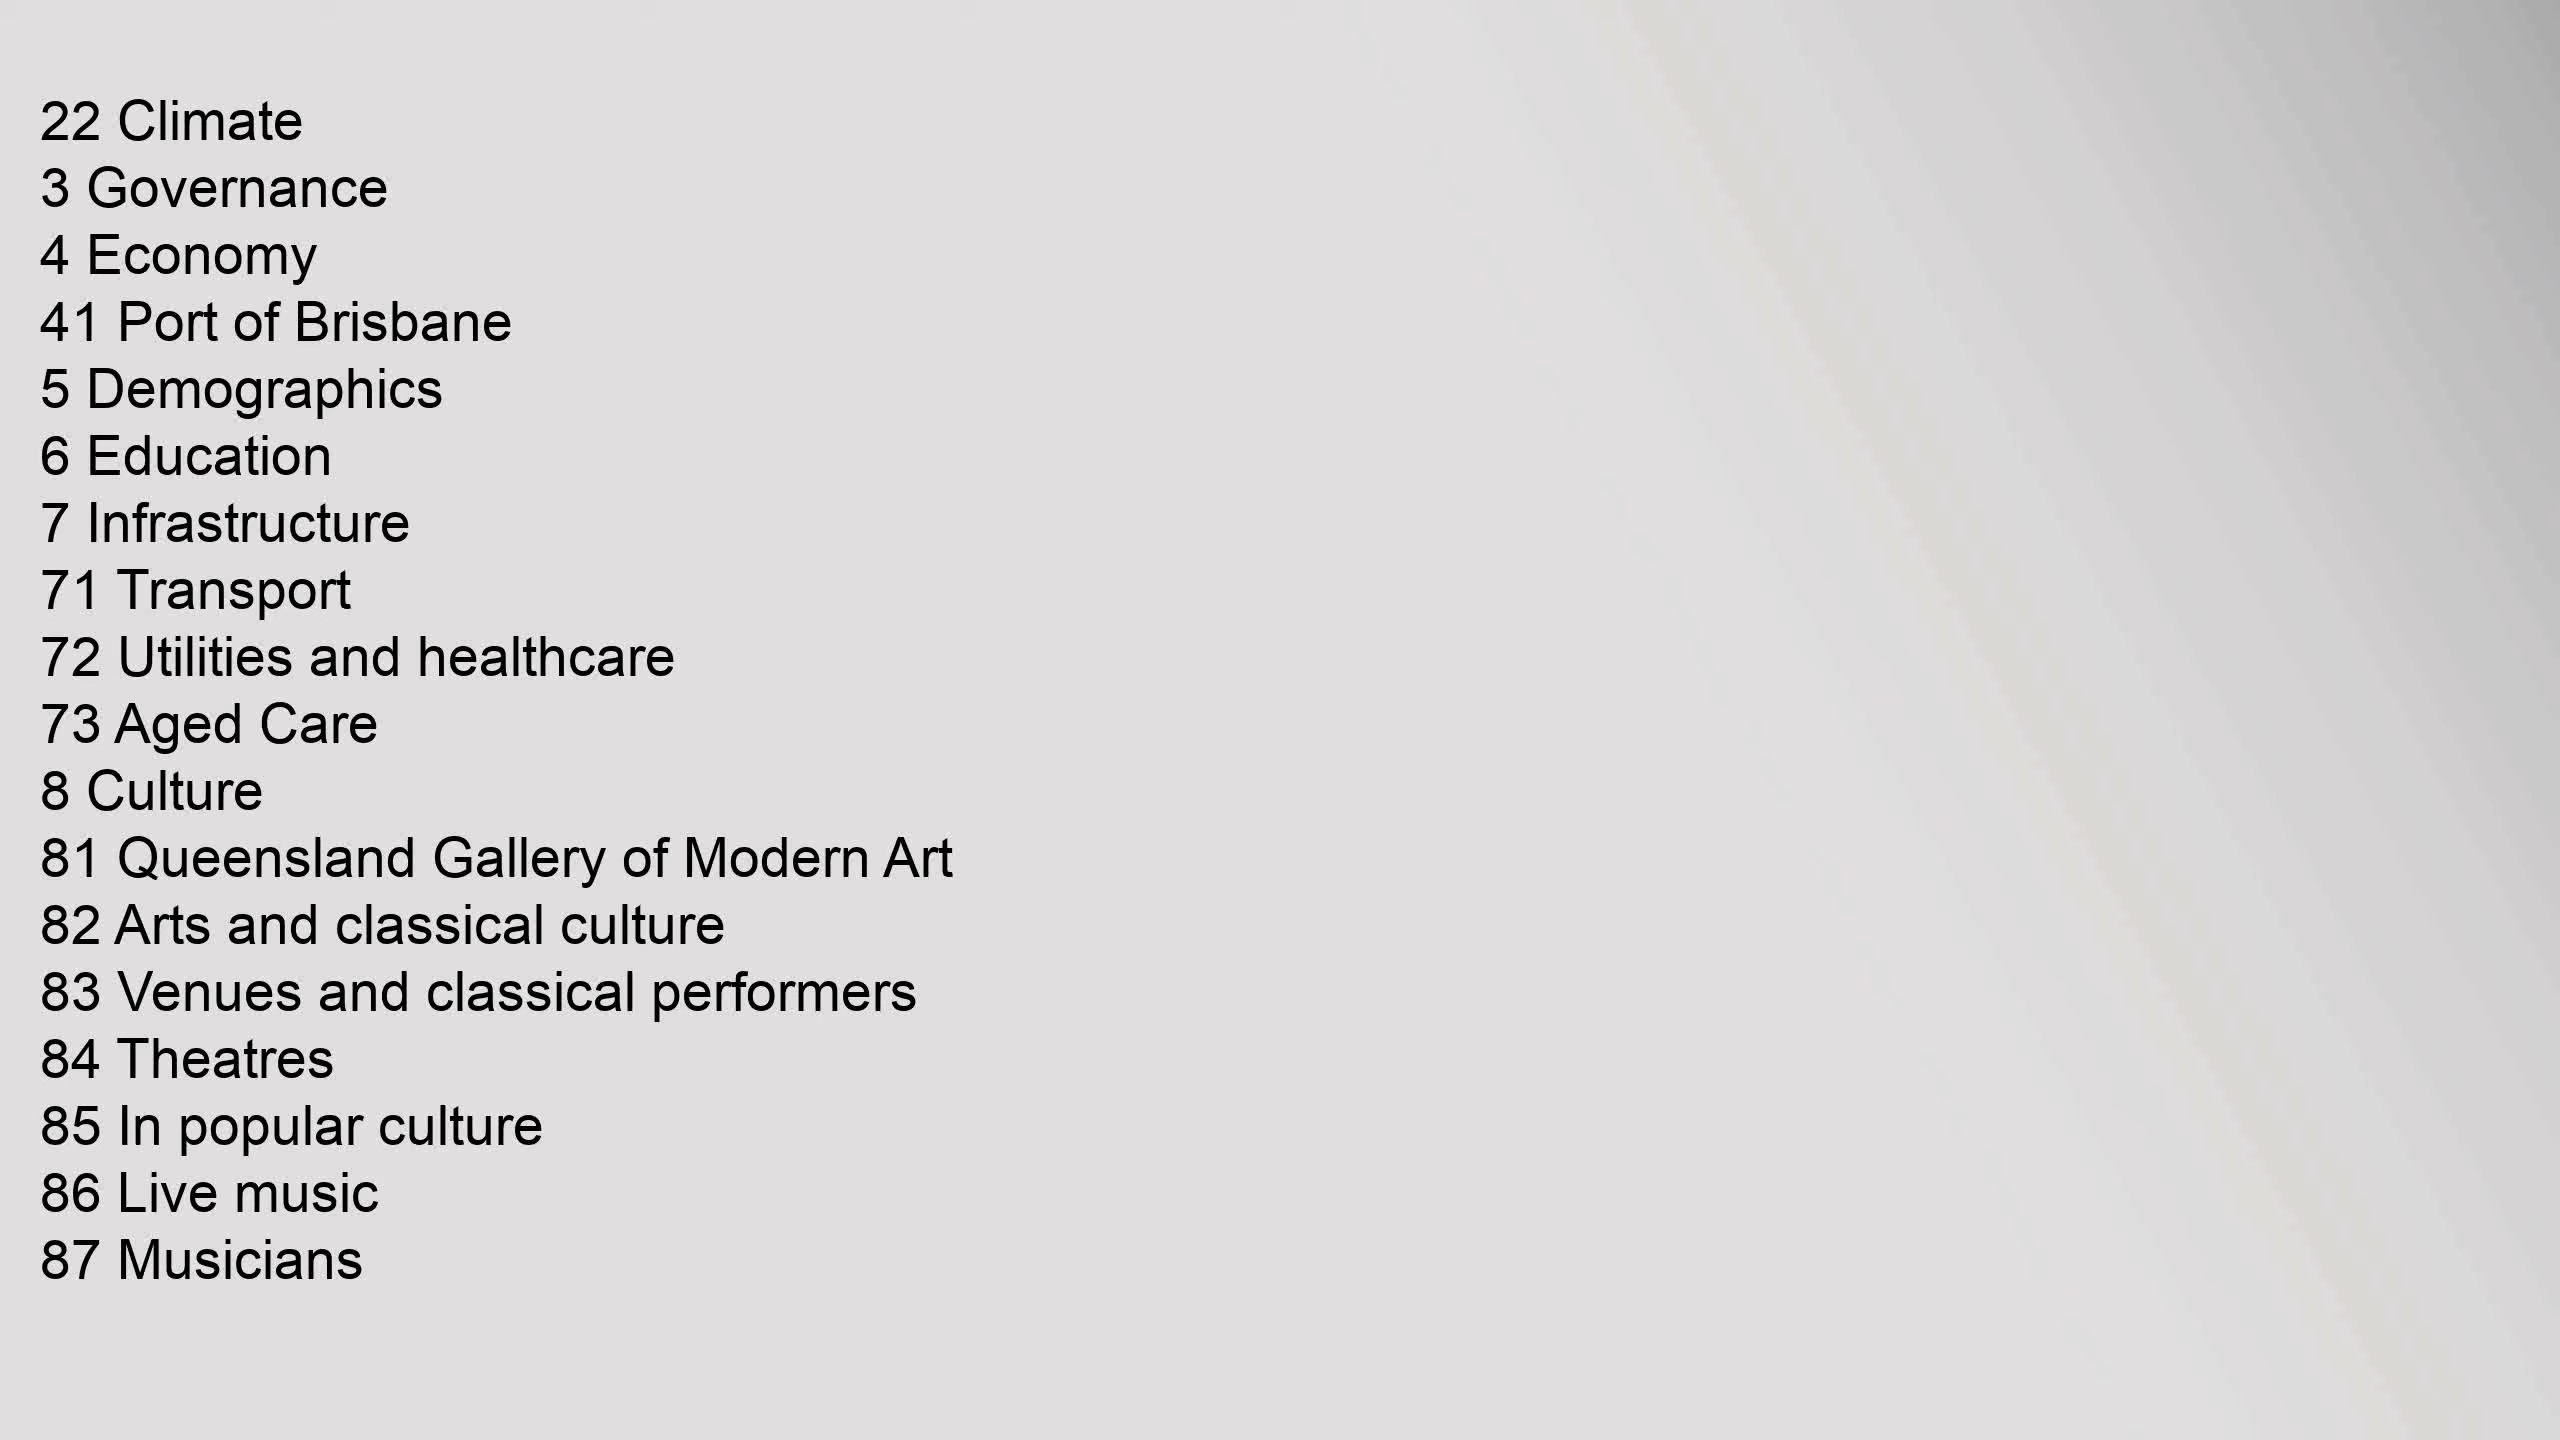 22 Climate
3 Governance
4 Economy
41 Port of Brisbane
5 Demographics
6 Education
7 Infrastructure
71 Transport
72 Utilities and healthcare
73 Aged Care
8 Culture
81 Queensland Gallery of Modern Art
82 Arts and classical culture
83 Venues and classical performers
84 Theatres
85 In popular culture
86 Live music
87 Musicians